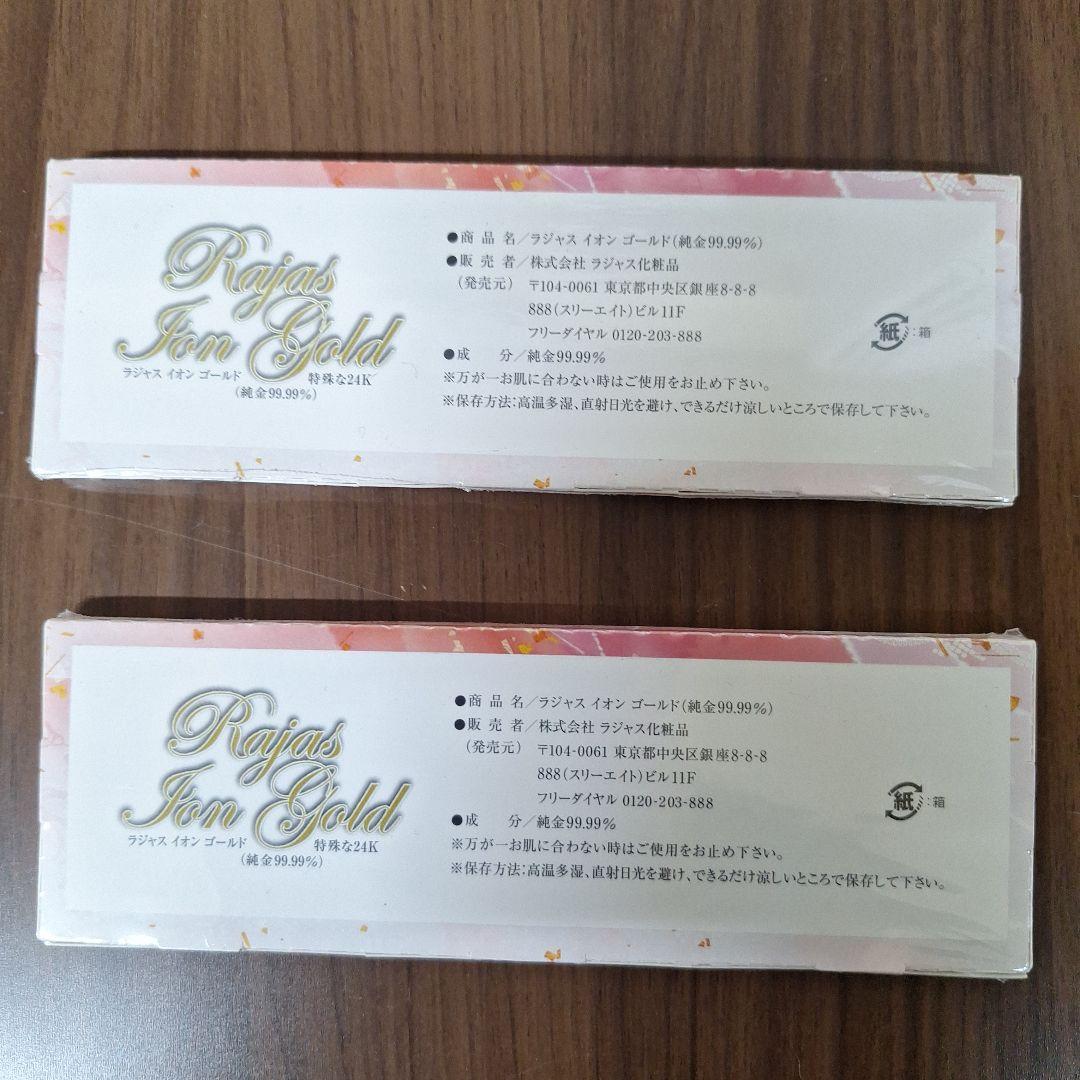 Rajas
Ion Gold
ラジャス イオン ゴールド 特殊な24K
(純金99.99%)
●商 品 名/ラジャス イオン ゴールド(純金99.99%)
●販 売 者/株式会社 ラジャス化粧品
(発売元) 〒104-0061 東京都中央区銀座8-8-8
888(スリーエイト)ビル11F
フリーダイヤル 0120-203-888
●成 分/純金99.99%
※万が一お肌に合わない時はご使用をお止め下さい。
※保存方法:高温多湿、直射日光を避け、できるだけ涼しいところで保存して下さい。
紙:箱
Rajas
Ion Gold
ラジャス イオン ゴールド 特殊な24K
(純金99.99%)
●商 品 名/ラジャス イオン ゴールド(純金99.99%)
●販 売 者/株式会社 ラジャス化粧品
(発売元) 〒104-0061 東京都中央区銀座8-8-8
888(スリーエイト)ビル11F
フリーダイヤル 0120-203-888
●成 分/純金99.99%
※万が一お肌に合わない時はご使用をお止め下さい。
※保存方法:高温多湿、直射日光を避け、できるだけ涼しいところで保存して下さい。
紙:箱